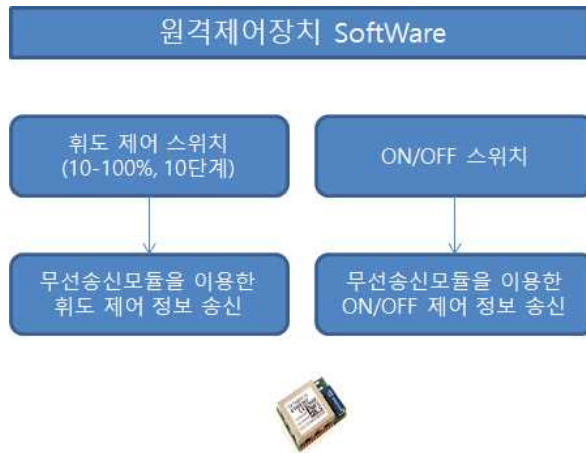 원격제어장치 SoftWare
휘도 제어 스위치
(10-100%, 10단계)
ON/OFF 스위치
무선송신모듈을 이용한
휘도 제어 정보 송신
무선송신모듈을 이용한
ON/OFF 제어 정보 송신